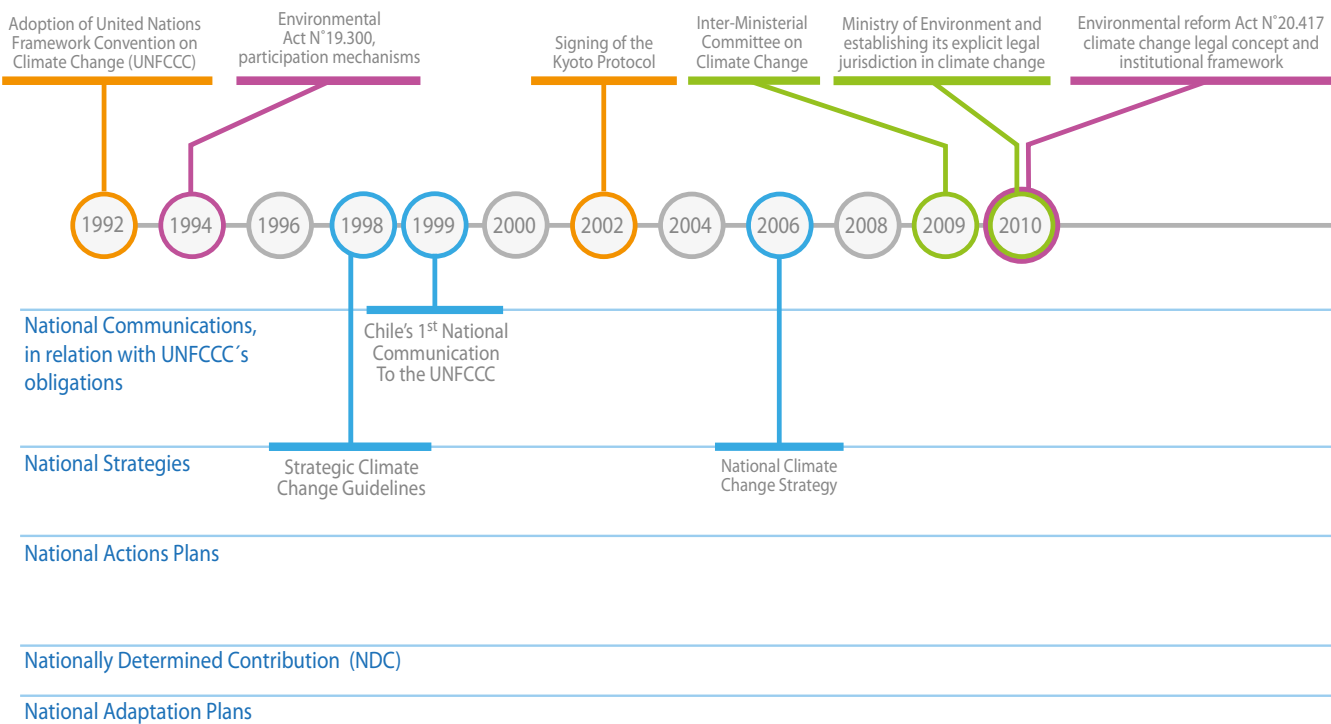 Adoption of United Nations
Framework Convention on
Climate Change (UNFCCC)
Environmental
Act N°19.300,
participation mechanisms
Signing of the
Kyoto Protocol
Inter-Ministerial
Committee on
Climate Change
Ministry of Environment and
establishing its explicit legal
jurisdiction in climate change
Environmental reform Act N°20.417
climate change legal concept and
institutional framework
1992
1994
1996
1998
1999
2000
2002
2004
2006
2008
2009
2010
National Communications,
in relation with UNFCCC´s
obligations
Chile's 1st National
Communication
To the UNFCCC
National Strategies
Strategic Climate
Change Guidelines
National Climate
Change Strategy
National Actions Plans
Nationally Determined Contribution (NDC)
National Adaptation Plans